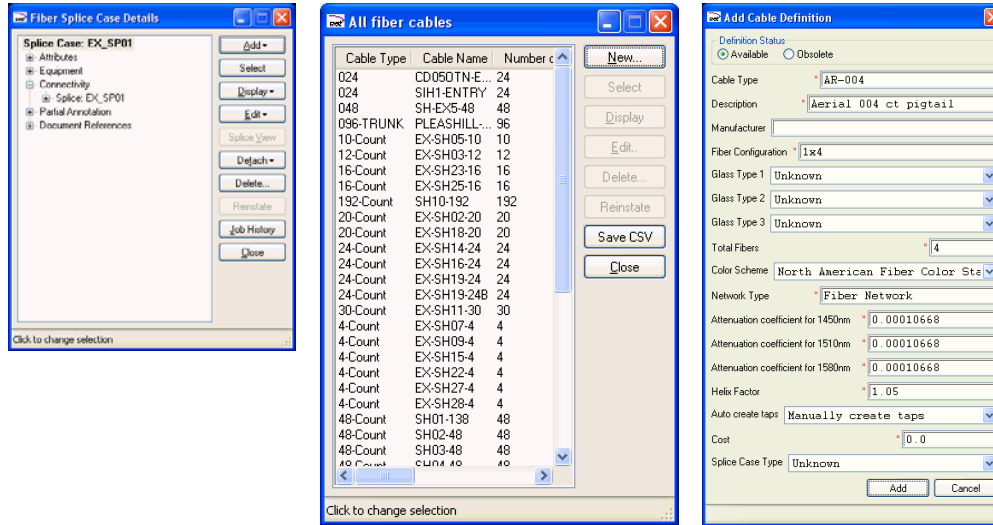 Fiber Splice Case Details
Splice Case: EX_SP01
Attributes
Equipment
Connectivity
Splice: EX_SP01
Partial Annotation
Document References
Add
Select
Display
Edit
Splice View
Detach
Delete...
Reinstate
Job History
Close
Click to change selection
All fiber cables
Cable Type Cable Name Number c
024 CD050TN-E... 24
024 SIH1-ENTRY 24
048 SH-EX5-48 48
096-TRUNK PLEASHILL-... 96
10-Count EX-SH05-10 10
12-Count EX-SH03-12 12
16-Count EX-SH23-16 16
16-Count EX-SH25-16 16
192-Count SH10-192 192
20-Count EX-SH02-20 20
20-Count EX-SH18-20 20
24-Count EX-SH14-24 24
24-Count EX-SH16-24 24
24-Count EX-SH19-24 24
24-Count EX-SH19-24B 24
30-Count EX-SH11-30 30
4-Count EX-SH07-4 4
4-Count EX-SH09-4 4
4-Count EX-SH15-4 4
4-Count EX-SH22-4 4
4-Count EX-SH27-4 4
4-Count EX-SH28-4 4
48-Count SH01-138 48
48-Count SH02-48 48
48-Count SH03-48 48
48-Count SH04-48 48
New...
Select
Display
Edit..
Delete...
Reinstate
Save CSV
Close
Click to change selection
Add Cable Definition
Definition Status
Available Obsolete
Cable Type * AR-004
Description * Aerial 004 ct pigtail
Manufacturer
Fiber Configuration * 1x4
Glass Type 1 Unknown
Glass Type 2 Unknown
Glass Type 3 Unknown
Total Fibers * 4
Color Scheme North American Fiber Color Sta
Network Type * Fiber Network
Attenuation coefficient for 1450nm * 0.00010668
Attenuation coefficient for 1510nm * 0.00010668
Attenuation coefficient for 1580nm * 0.00010668
Helix Factor * 1.05
Auto create taps Manually create taps
Cost * 0.0
Splice Case Type Unknown
Add Cancel